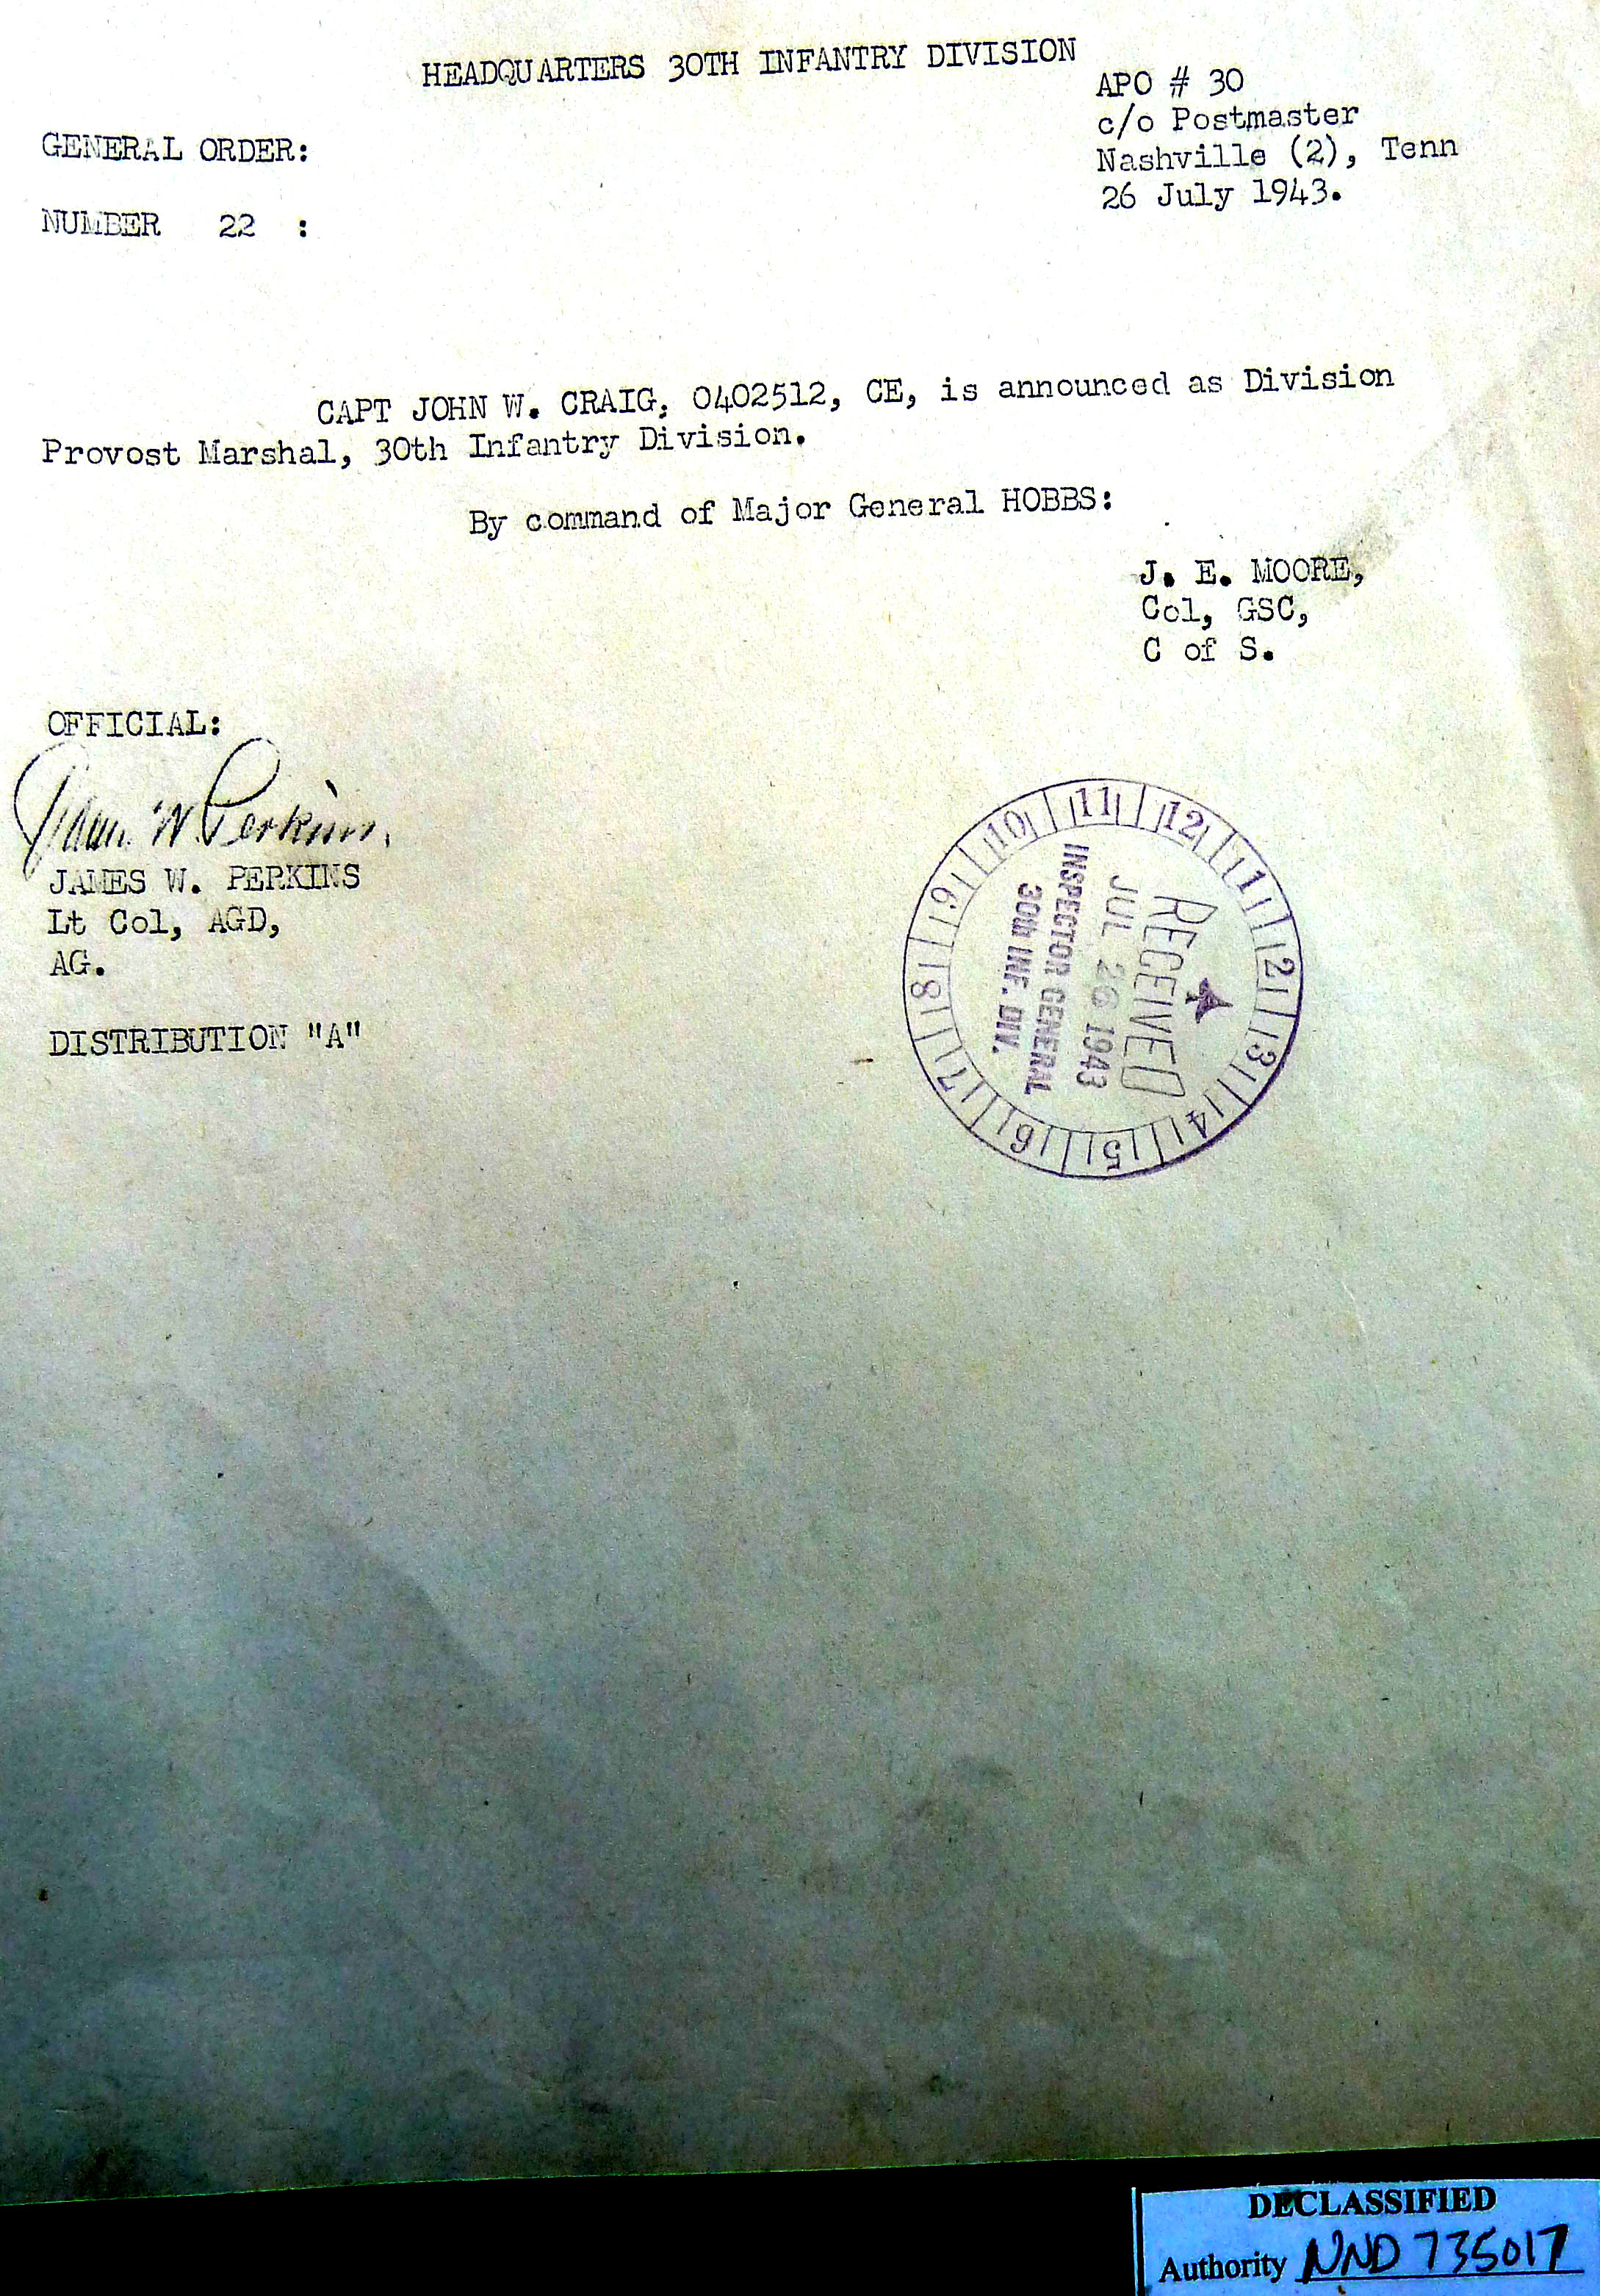 HEADQUARTERS 30TH INFANTRY DIVISION
APO # 30
c/o Postmaster
Nashville (2), Tenn
26 July 1943.
GENERAL ORDER:
NUMBER 22 :
CAPT JOHN W. CRAIG, 0402512, CE, is announced as Division
Provost Marshal, 30th Infantry Division.
By command of Major General HOBBS:
J. E. MOORE,
Col, GSC,
C of S.
OFFICIAL:
James W. Perkins.
JAMES W. PERKINS
Lt Col, AGD,
AG.
DISTRIBUTION "A"
11 12 1 2 3 4 5 6 7 8 9 10
RECEIVED
JUL 26 1943
INSPECTOR GENERAL
30th INF. DIV.
DECLASSIFIED
Authority NND 735017